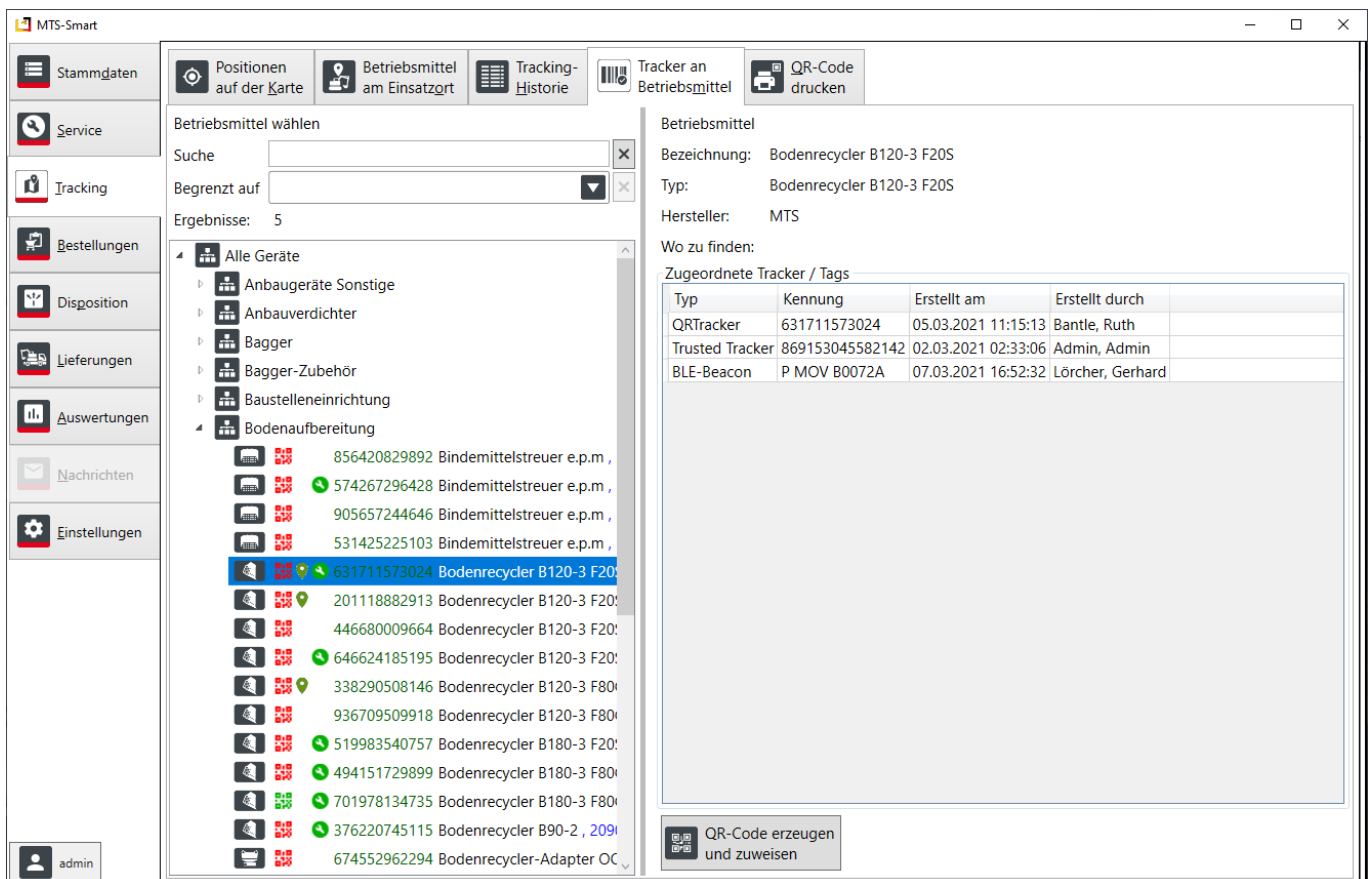 MTS-Smart
Stammdaten
Service
Tracking
Bestellungen
Disposition
Lieferungen
Auswertungen
Nachrichten
Einstellungen
admin
Positionen
auf der Karte
Betriebsmittel
am Einsatzort
Tracking-
Historie
Tracker an
Betriebsmittel
QR-Code
drucken
Betriebsmittel wählen
Suche
Begrenzt auf
Ergebnisse: 5
Alle Geräte
Anbaugeräte Sonstige
Anbauverdichter
Bagger
Bagger-Zubehör
Baustelleneinrichtung
Bodenaufbereitung
856420829892 Bindemittelstreuer e.p.m ,
574267296428 Bindemittelstreuer e.p.m ,
905657244646 Bindemittelstreuer e.p.m ,
531425225103 Bindemittelstreuer e.p.m ,
631711573024 Bodenrecycler B120-3 F20S
201118882913 Bodenrecycler B120-3 F20S
446680009664 Bodenrecycler B120-3 F20S
646624185195 Bodenrecycler B120-3 F20S
338290508146 Bodenrecycler B120-3 F80
936709509918 Bodenrecycler B120-3 F80
519983540757 Bodenrecycler B180-3 F20S
494151729899 Bodenrecycler B180-3 F80
701978134735 Bodenrecycler B180-3 F80
376220745115 Bodenrecycler B90-2 , 209
674552962294 Bodenrecycler-Adapter OC
Betriebsmittel
Bezeichnung: Bodenrecycler B120-3 F20S
Typ: Bodenrecycler B120-3 F20S
Hersteller: MTS
Wo zu finden:
Zugeordnete Tracker / Tags
Typ Kennung Erstellt am Erstellt durch
QRTracker 631711573024 05.03.2021 11:15:13 Bantle, Ruth
Trusted Tracker 869153045582142 02.03.2021 02:33:06 Admin, Admin
BLE-Beacon P MOV B0072A 07.03.2021 16:52:32 Lörcher, Gerhard
QR-Code erzeugen
und zuweisen